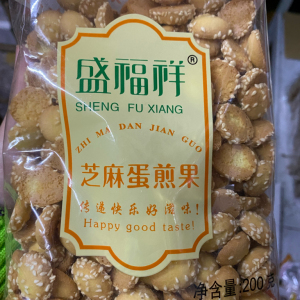 盛福祥®
SHENG FU XIANG
ZHI MA DAN JIAN GUO
芝麻蛋煎果
传递快乐好滋味!
Happy good taste!
净含量:200克